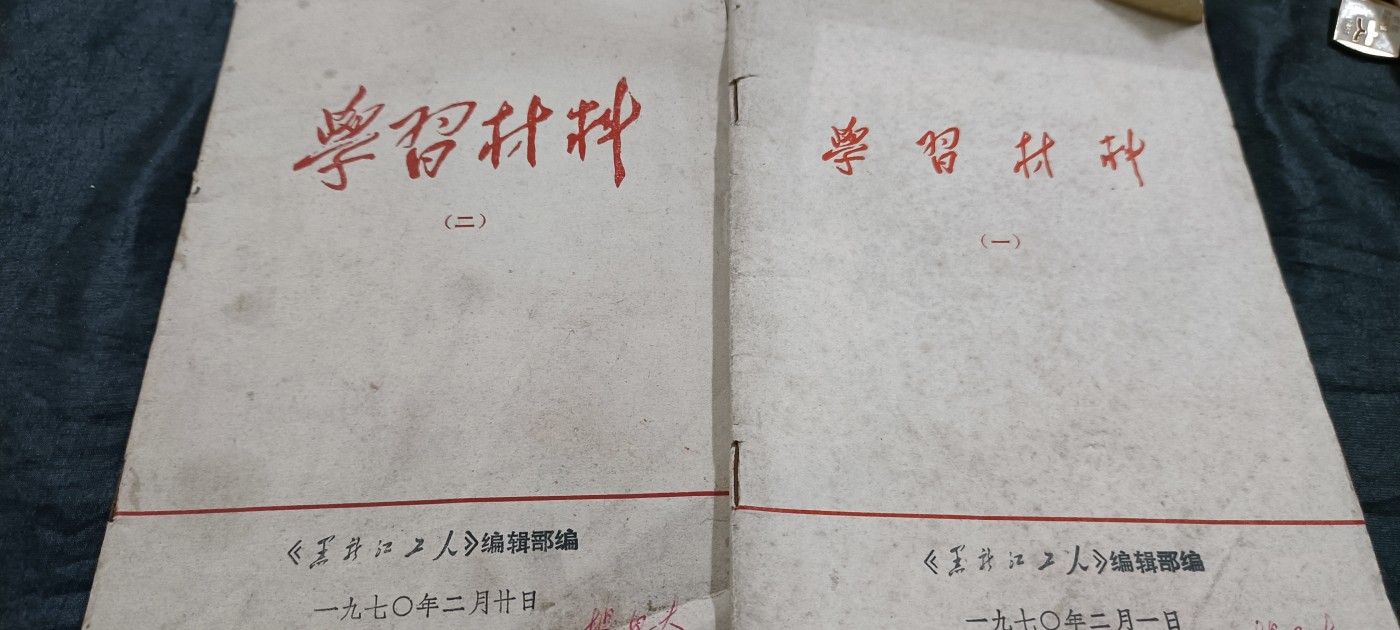 學習材料
（二）
《黑龙江工人》编辑部编
一九七〇年二月廿日
學習材料
（一）
《黑龙江工人》编辑部编
一九七〇年二月一日